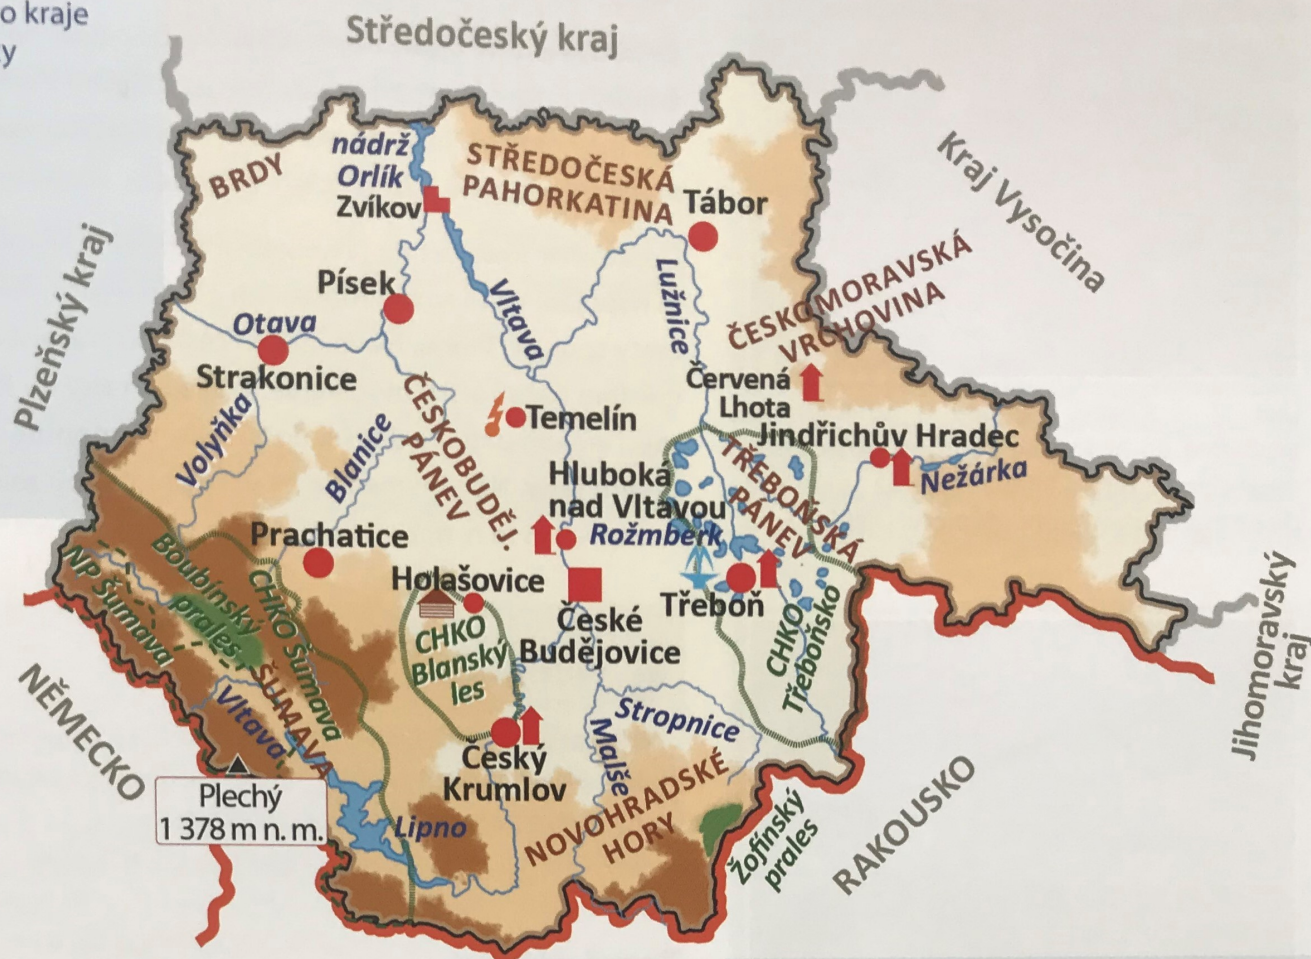 o kraje
y
Středočeský kraj
Kraj Vysočina
Plzeňský kraj
BRDY
nádrž
Orlík
Zvíkov
STŘEDOČESKÁ
PAHORKATINA
Tábor
Písek
Otava
Strakonice
Vltava
Lužnice
ČESKOMORAVSKÁ
VRCHOVINA
Červená
Lhota
Volyňka
Blanice
ČESKOBUDĚJ.
PÁNEV
Temelín
Jindřichův Hradec
Nežárka
Hluboká
nad Vltavou
Rožmberk
TŘEBOŇSKÁ
PÁNEV
Prachatice
Holašovice
České
Budějovice
Třeboň
CHKO
Třeboňsko
NP Šumava
Boubínský
prales
CHKO Šumava
CHKO
Blanský
les
ŠUMAVA
Vltava
NĚMECKO
Plechý
1 378 m n. m.
Lipno
Český
Krumlov
Malše
Stropnice
NOVOHRADSKÉ
HORY
Žofínský
prales
RAKOUSKO
Jihomoravský
kraj